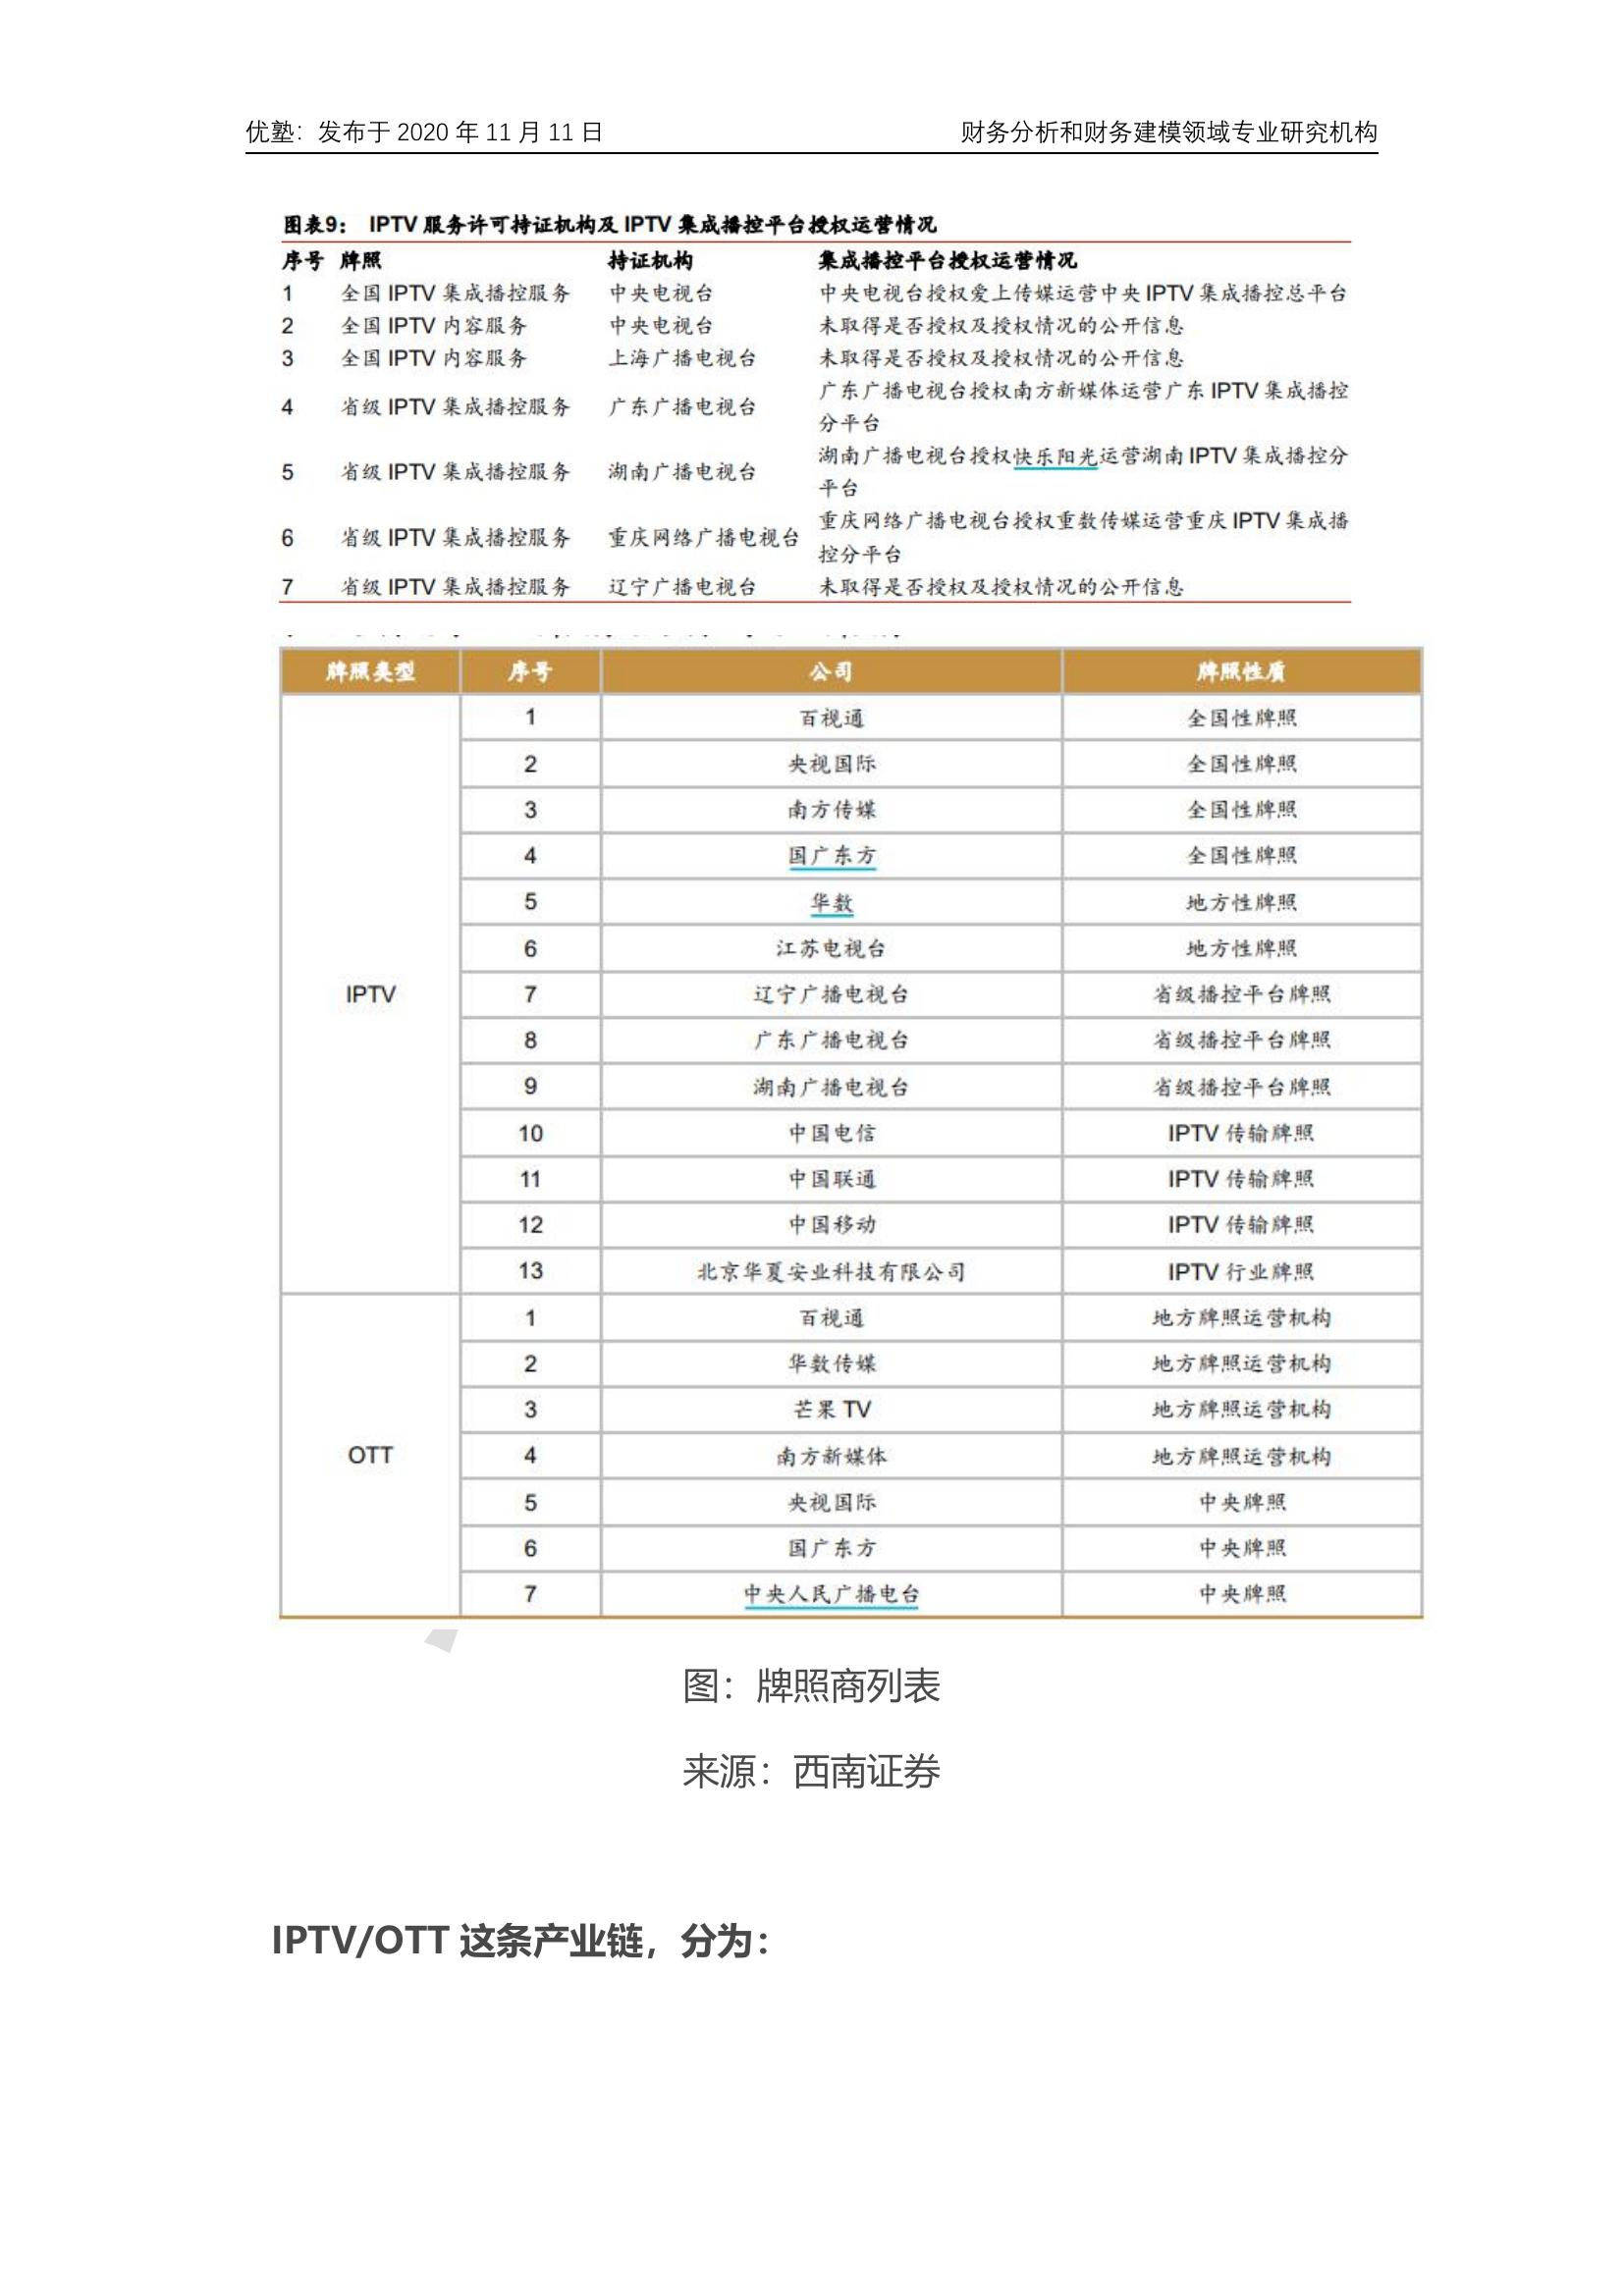 优塾：发布于 2020 年 11 月 11 日 财务分析和财务建模领域专业研究机构
图表9： IPTV 服务许可持证机构及 IPTV 集成播控平台授权运营情况
序号 牌照 持证机构 集成播控平台授权运营情况
1 全国 IPTV 集成播控服务 中央电视台 中央电视台授权爱上传媒运营中央 IPTV 集成播控总平台
2 全国 IPTV 内容服务 中央电视台 未取得是否授权及授权情况的公开信息
3 全国 IPTV 内容服务 上海广播电视台 未取得是否授权及授权情况的公开信息
4 省级 IPTV 集成播控服务 广东广播电视台 广东广播电视台授权南方新媒体运营广东 IPTV 集成播控
分平台
5 省级 IPTV 集成播控服务 湖南广播电视台 湖南广播电视台授权快乐阳光运营湖南 IPTV 集成播控分
平台
6 省级 IPTV 集成播控服务 重庆网络广播电视台 重庆网络广播电视台授权重数传媒运营重庆 IPTV 集成播
控分平台
7 省级 IPTV 集成播控服务 辽宁广播电视台 未取得是否授权及授权情况的公开信息
牌照类型 序号 公司 牌照性质
1 百视通 全国性牌照
2 央视国际 全国性牌照
3 南方传媒 全国性牌照
4 国广东方 全国性牌照
5 华数 地方性牌照
6 江苏电视台 地方性牌照
IPTV 7 辽宁广播电视台 省级播控平台牌照
8 广东广播电视台 省级播控平台牌照
9 湖南广播电视台 省级播控平台牌照
10 中国电信 IPTV 传输牌照
11 中国联通 IPTV 传输牌照
12 中国移动 IPTV 传输牌照
13 北京华夏安业科技有限公司 IPTV 行业牌照
1 百视通 地方牌照运营机构
2 华数传媒 地方牌照运营机构
3 芒果 TV 地方牌照运营机构
OTT 4 南方新媒体 地方牌照运营机构
5 央视国际 中央牌照
6 国广东方 中央牌照
7 中央人民广播电台 中央牌照
图：牌照商列表
来源：西南证券
IPTV/OTT 这条产业链，分为：